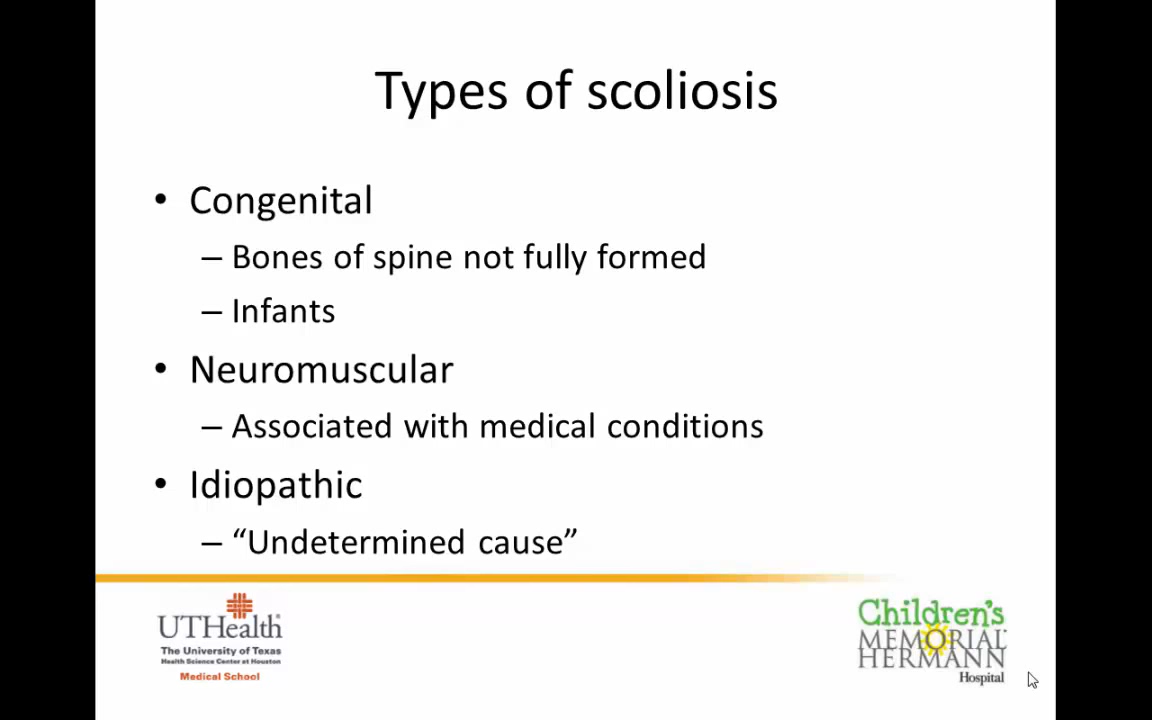 Types of scoliosis
• Congenital
– Bones of spine not fully formed
– Infants
• Neuromuscular
– Associated with medical conditions
• Idiopathic
– “Undetermined cause”
UTHealth
The University of Texas
Health Science Center at Houston
Medical School
Children's
MEMORIAL
HERMANN
Hospital